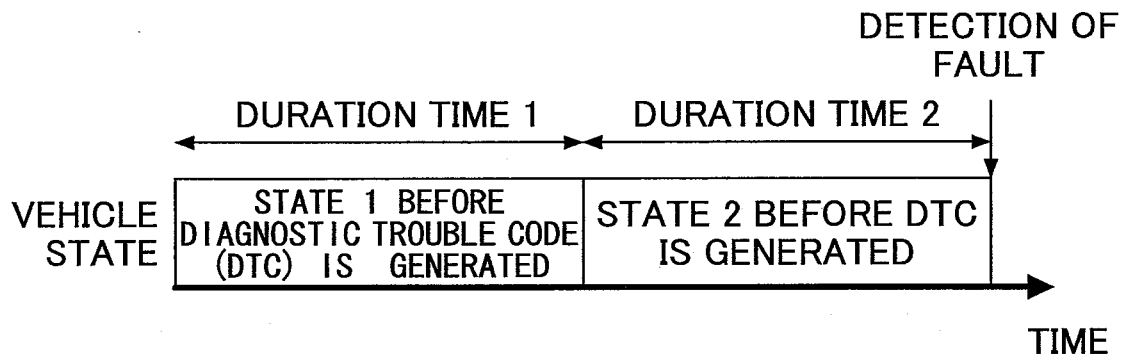 DETECTION OF
FAULT
DURATION TIME 1
DURATION TIME 2
VEHICLE
STATE
STATE 1 BEFORE
DIAGNOSTIC TROUBLE CODE
(DTC) IS GENERATED
STATE 2 BEFORE DTC
IS GENERATED
TIME